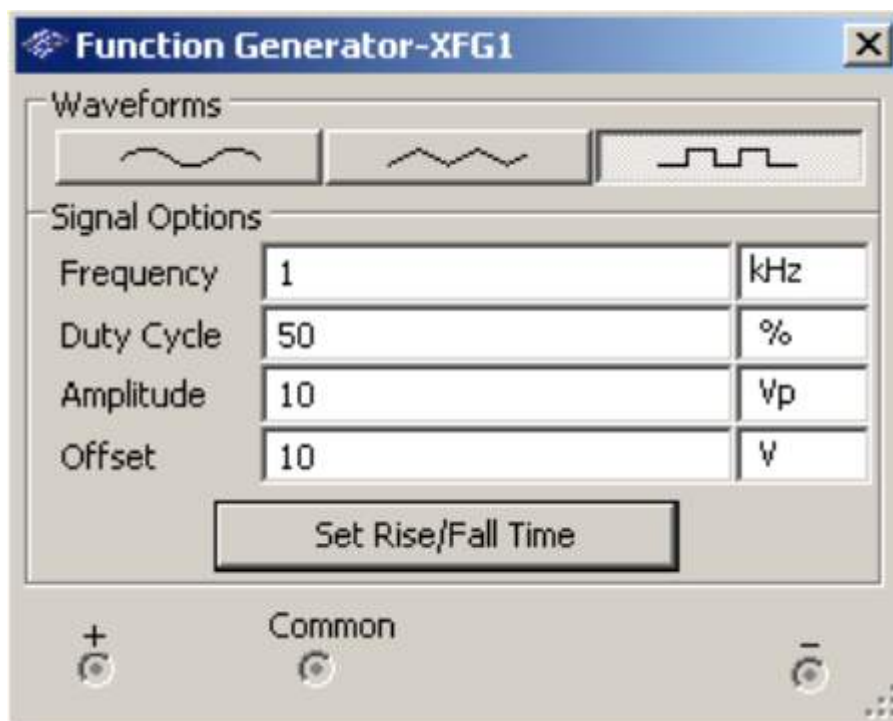 Function Generator-XFG1
Waveforms
Signal Options
Frequency 1 kHz
Duty Cycle 50 %
Amplitude 10 Vp
Offset 10 V
Set Rise/Fall Time
+ Common −